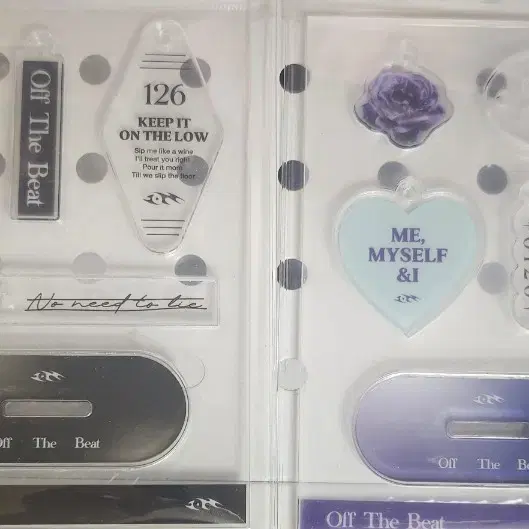 Off The Beat
126
KEEP IT
ON THE LOW
Sip me like a wine
I'll treat you right
Pour it more
Till we slip the floor
No need to lie
Off The Beat
ME,
MYSELF
&I
Off The Be
Off The Beat